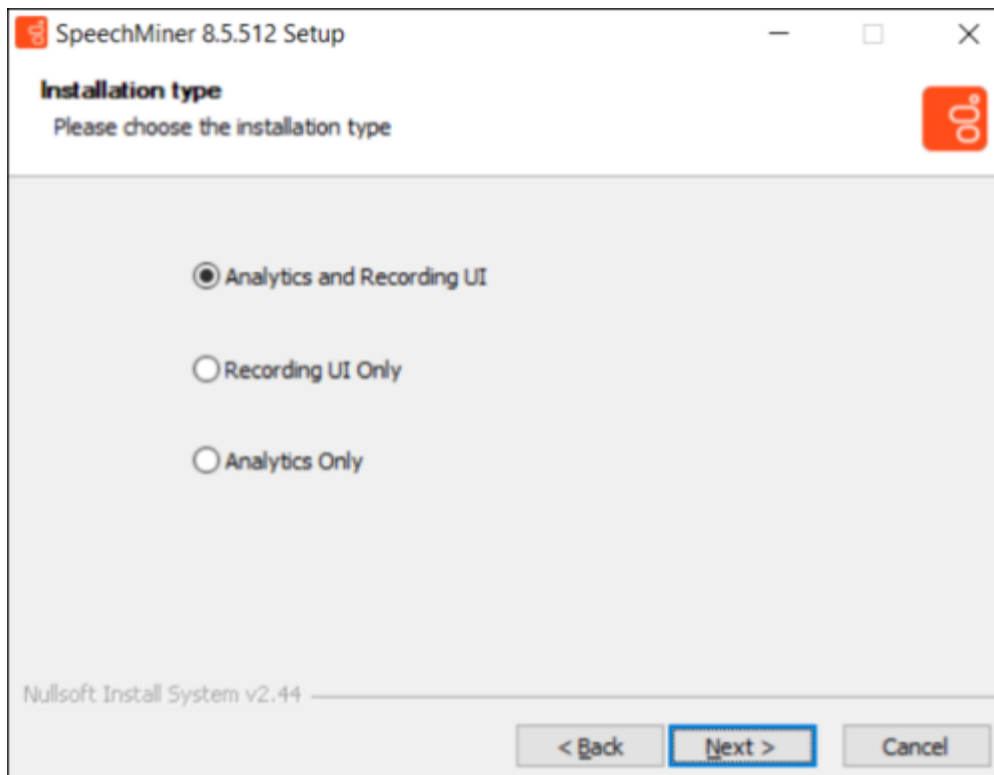 SpeechMiner 8.5.512 Setup
Installation type
Please choose the installation type
Analytics and Recording UI
Recording UI Only
Analytics Only
Nullsoft Install System v2.44
< Back
Next >
Cancel